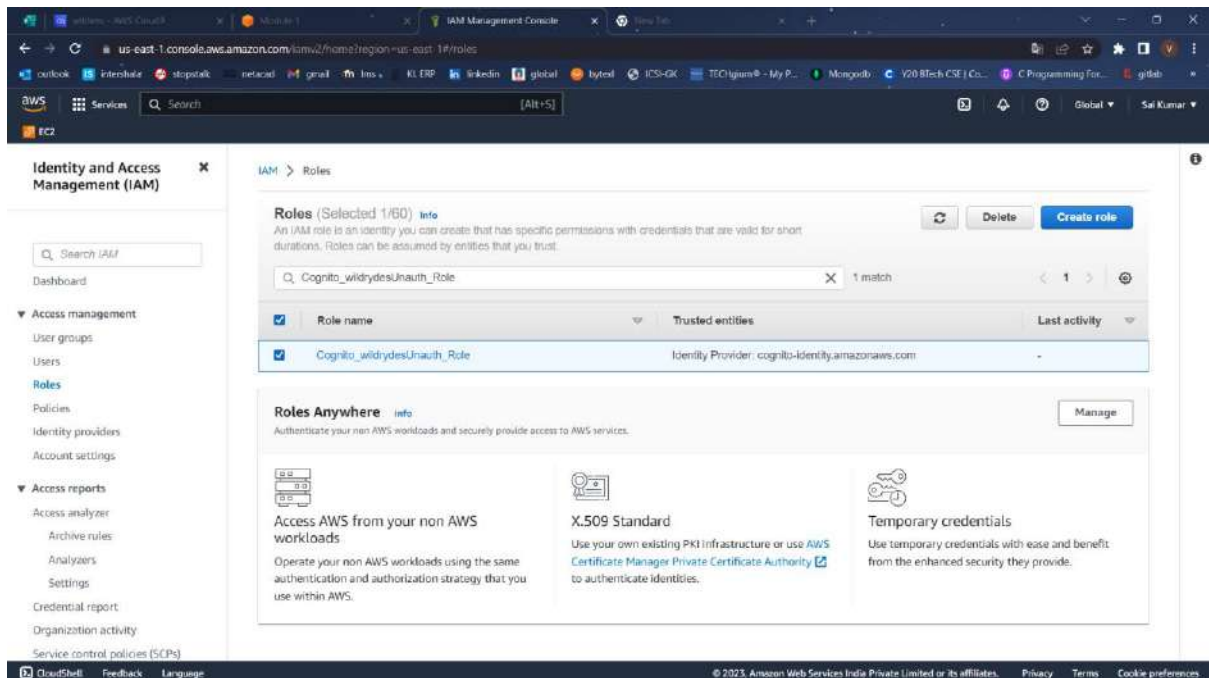 Module 1
IAM Management Console
New Tab
us-east-1.console.aws.amazon.com/iamv2/home?region=us-east-1#/roles
outlook
intershala
stopstalk
netacad
gmail
lms
KL ERP
linkedin
global
bytexl
ICSI-GK
TECHgium® - My P...
Mongodb
Y20 BTech CSE | Co...
C Programming For...
gitlab
aws
Services
Search
[Alt+S]
Global
Sai Kumar
EC2
Identity and Access
Management (IAM)
Search IAM
Dashboard
Access management
User groups
Users
Roles
Policies
Identity providers
Account settings
Access reports
Access analyzer
Archive rules
Analyzers
Settings
Credential report
Organization activity
Service control policies (SCPs)
IAM > Roles
Roles (Selected 1/60) Info
Delete
Create role
An IAM role is an identity you can create that has specific permissions with credentials that are valid for short
durations. Roles can be assumed by entities that you trust.
Cognito_wildrydesUnauth_Role
1 match
< 1 >
Role name
Trusted entities
Last activity
Cognito_wildrydesUnauth_Role
Identity Provider: cognito-identity.amazonaws.com
-
Roles Anywhere Info
Manage
Authenticate your non AWS workloads and securely provide access to AWS services.
Access AWS from your non AWS
workloads
Operate your non AWS workloads using the same
authentication and authorization strategy that you
use within AWS.
X.509 Standard
Use your own existing PKI infrastructure or use AWS
Certificate Manager Private Certificate Authority
to authenticate identities.
Temporary credentials
Use temporary credentials with ease and benefit
from the enhanced security they provide.
CloudShell
Feedback
Language
© 2023, Amazon Web Services India Private Limited or its affiliates.
Privacy
Terms
Cookie preferences